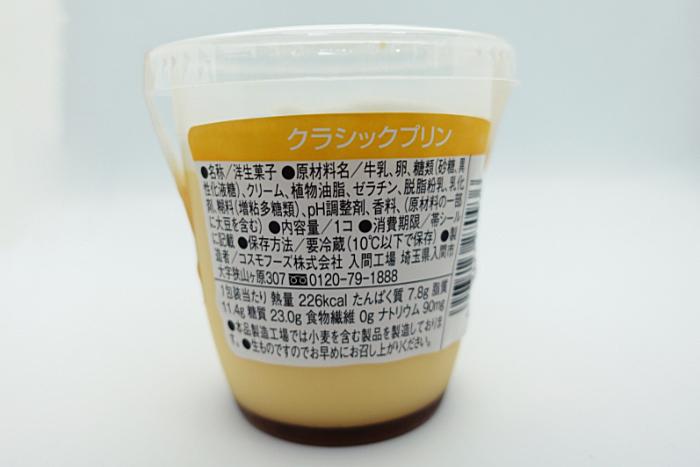 クラシックプリン
●名称/洋生菓子 ●原材料名/牛乳、卵、糖類(砂糖、異
性化液糖)、クリーム、植物油脂、ゼラチン、脱脂粉乳、乳化
剤、糊料(増粘多糖類)、pH調整剤、香料、(原材料の一部
に大豆を含む) ●内容量/1コ ●消費期限/帯シール
に記載 ●保存方法/要冷蔵(10℃以下で保存) ●製
造者/コスモフーズ株式会社 入間工場 埼玉県入間市
大字狭山ヶ原307 0120-79-1888
1包装当たり 熱量 226kcal たんぱく質 7.8g 脂質
11.4g 糖質 23.0g 食物繊維 0g ナトリウム 90mg
●本品製造工場では小麦を含む製品を製造しておりま
す。●生ものですのでお早めにお召し上がりください。